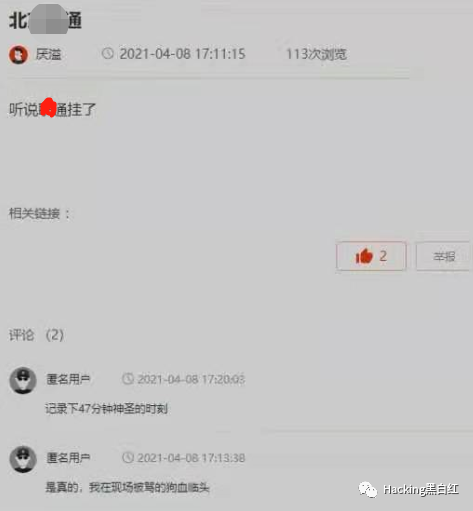 北 通
厌溢 2021-04-08 17:11:15 113次浏览
听说 通挂了
相关链接：
2 举报
评论 （2）
匿名用户 2021-04-08 17:20:03
记录下47分钟神圣的时刻
匿名用户 2021-04-08 17:13:38
是真的，我在现场被骂的狗血临头
Hacking黑白红